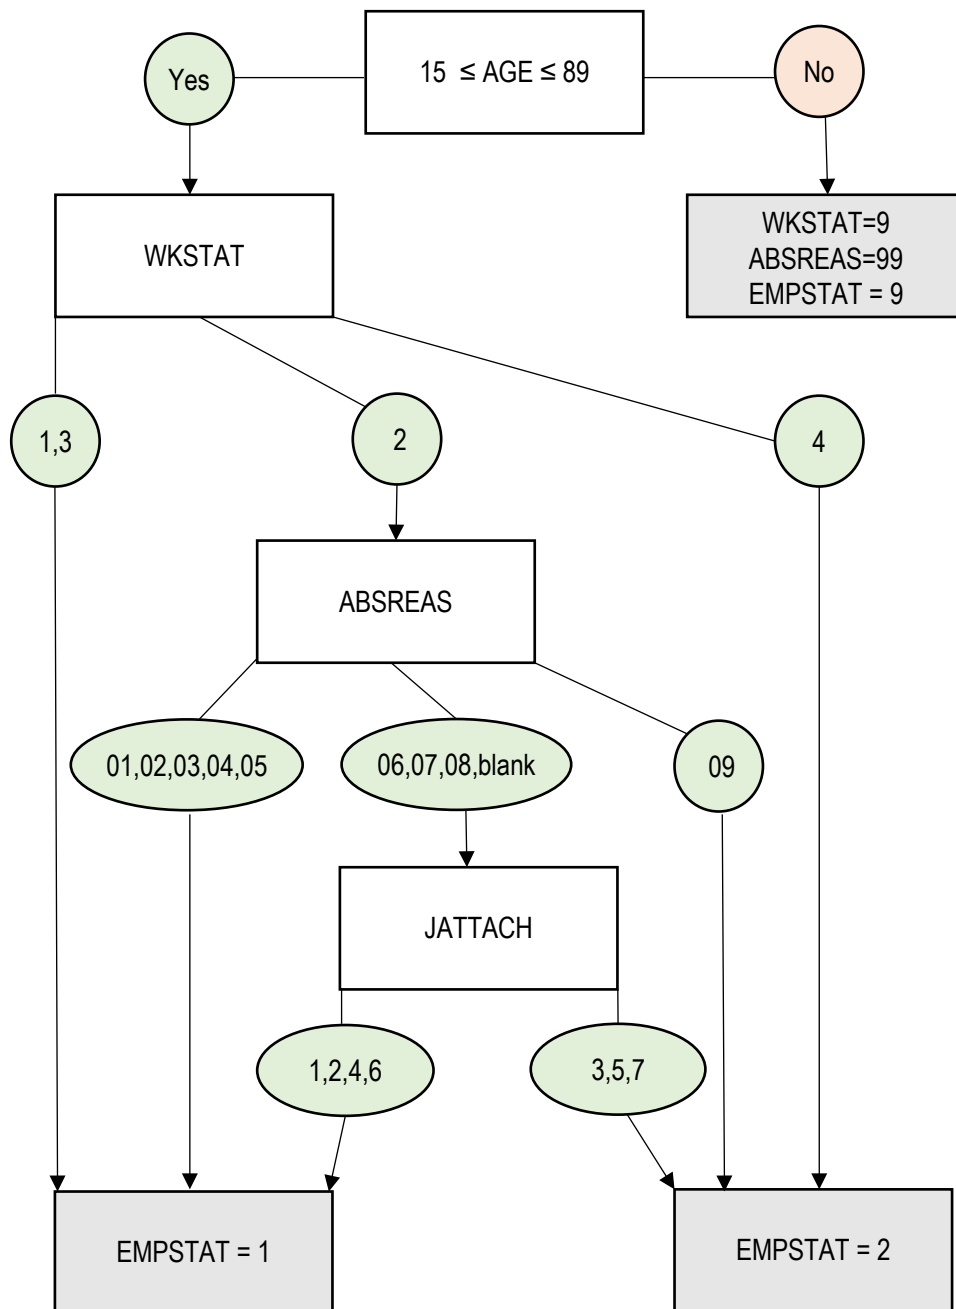 15 ≤ AGE ≤ 89
Yes
No
WKSTAT
WKSTAT=9
ABSREAS=99
EMPSTAT = 9
1,3
2
4
ABSREAS
01,02,03,04,05
06,07,08,blank
09
JATTACH
1,2,4,6
3,5,7
EMPSTAT = 1
EMPSTAT = 2